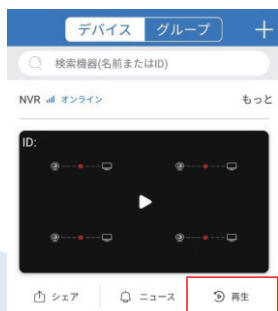 デバイス グループ
検索機器(名前またはID)
NVR オンライン もっと
ID:
シェア ニュース 再生